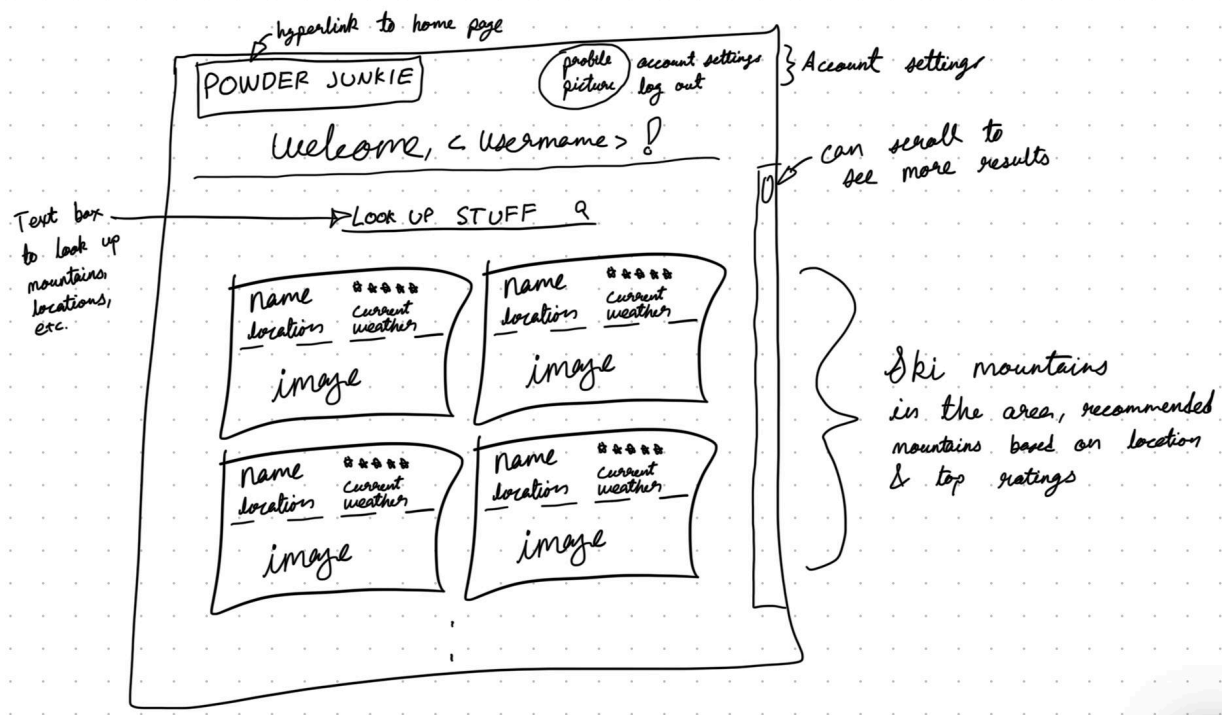 hyperlink to home page
POWDER JUNKIE
profile
picture
account settings
log out
Account settings
Welcome, <Username>!
can scroll to
see more results
Text box
to look up
mountains,
locations,
etc.
LOOK UP STUFF
name
location
current
weather
image
name
location
current
weather
image
name
location
current
weather
image
name
location
current
weather
image
Ski mountains
in the area, recommended
mountains based on location
& top ratings